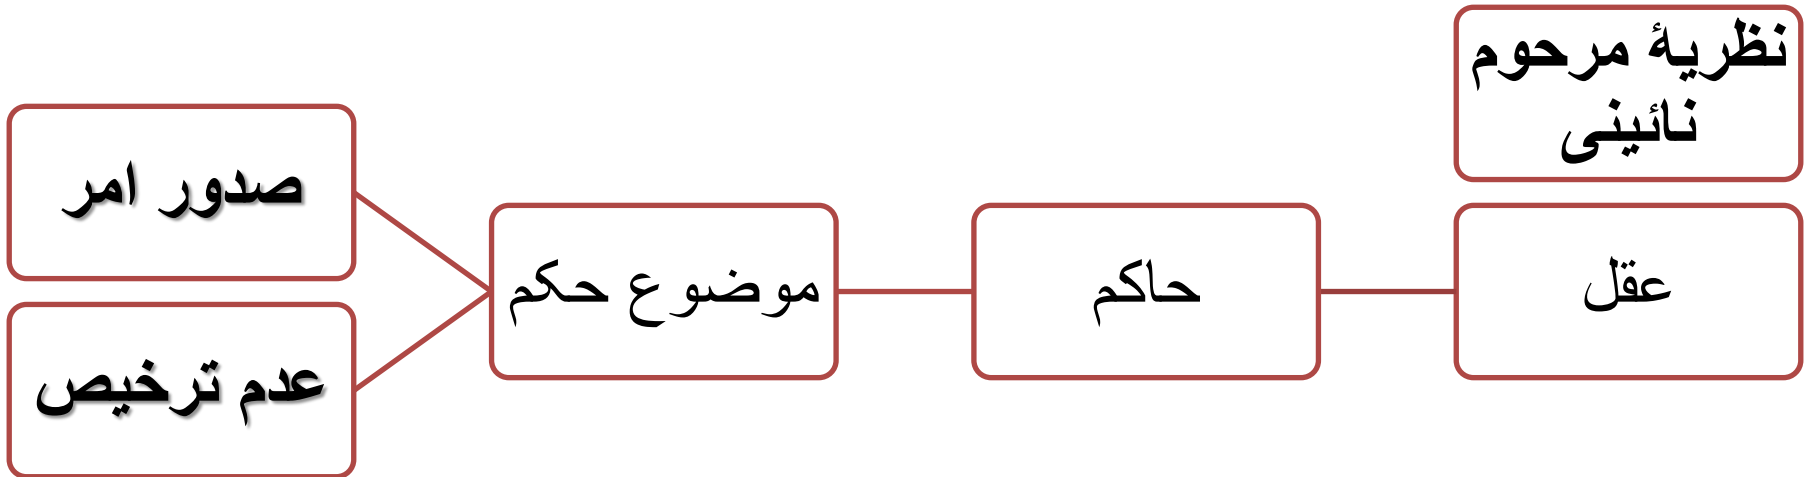 نظریهٔ مرحوم
نائینی
عقل
حاکم
موضوع حکم
صدور امر
عدم ترخیص